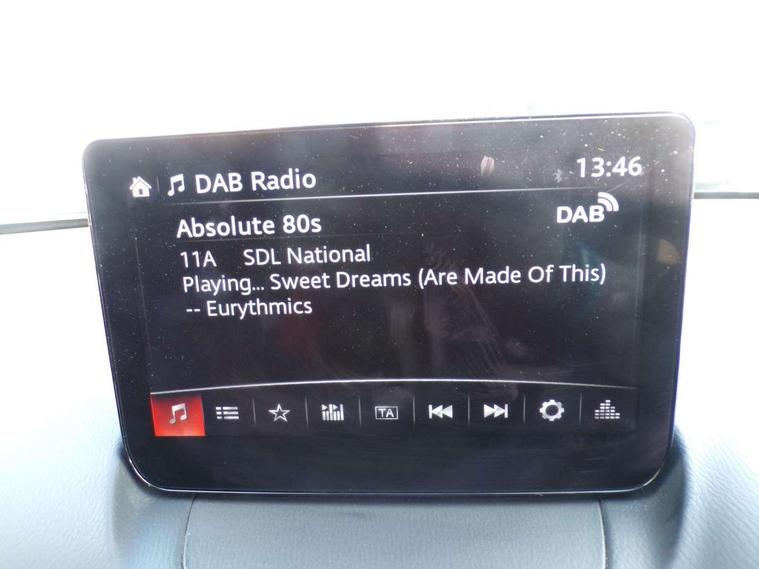 DAB Radio 13:46
Absolute 80s DAB
11A SDL National
Playing... Sweet Dreams (Are Made Of This)
-- Eurythmics
TA